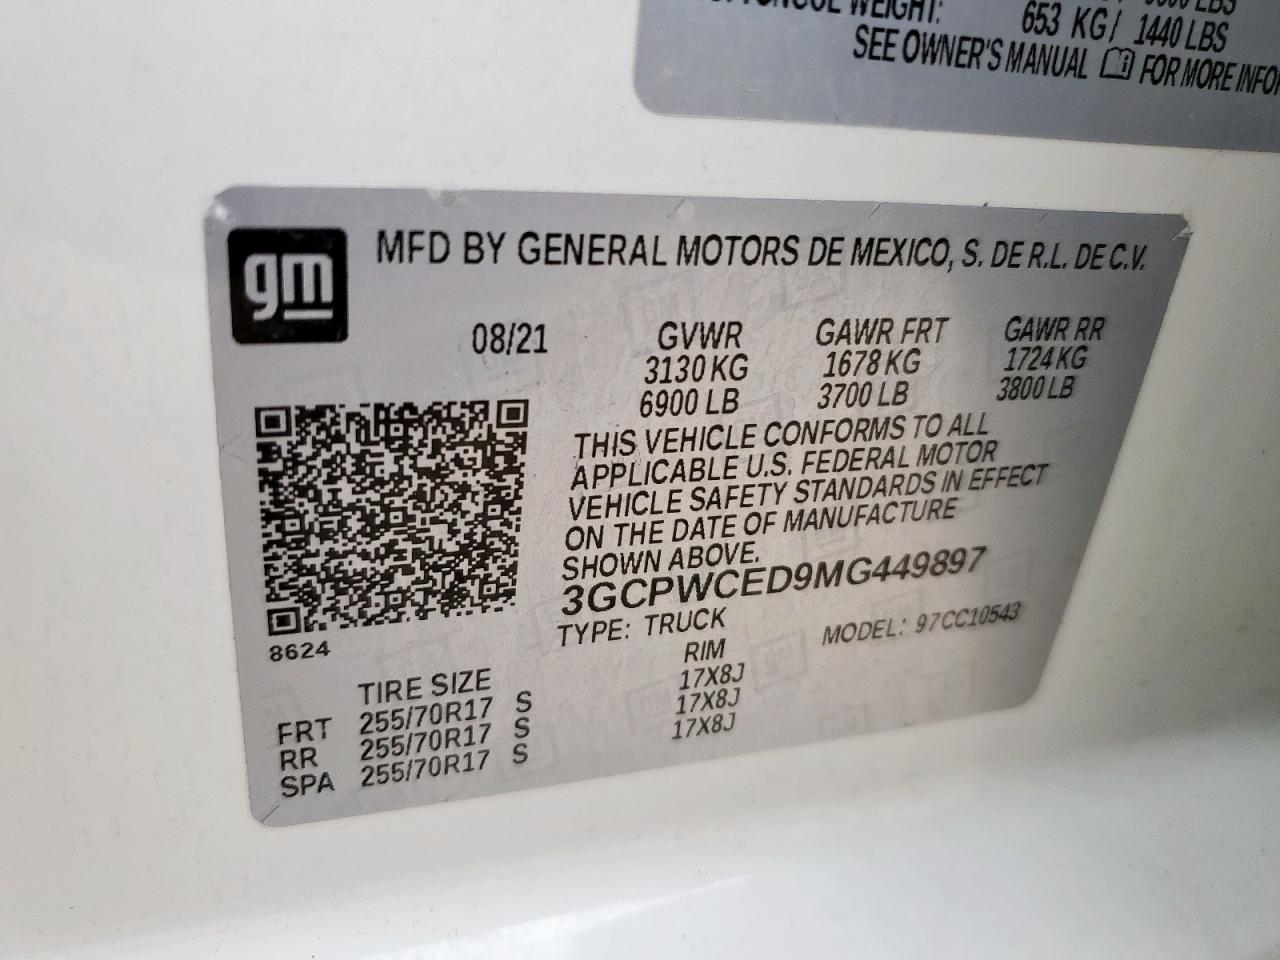 WEIGHT: 653 KG/ 1440 LBS
SEE OWNER'S MANUAL FOR MORE
gm
MFD BY GENERAL MOTORS DE MEXICO, S. DE R.L. DE C.V.
08/21 GVWR GAWR FRT GAWR RR
3130 KG 1678 KG 1724 KG
6900 LB 3700 LB 3800 LB
THIS VEHICLE CONFORMS TO ALL
APPLICABLE U.S. FEDERAL MOTOR
VEHICLE SAFETY STANDARDS IN EFFECT
ON THE DATE OF MANUFACTURE
SHOWN ABOVE.
3GCPWCED9MG449897
TYPE: TRUCK MODEL: 97CC10543
8624
TIRE SIZE RIM
FRT 255/70R17 S 17X8J
RR 255/70R17 S 17X8J
SPA 255/70R17 S 17X8J